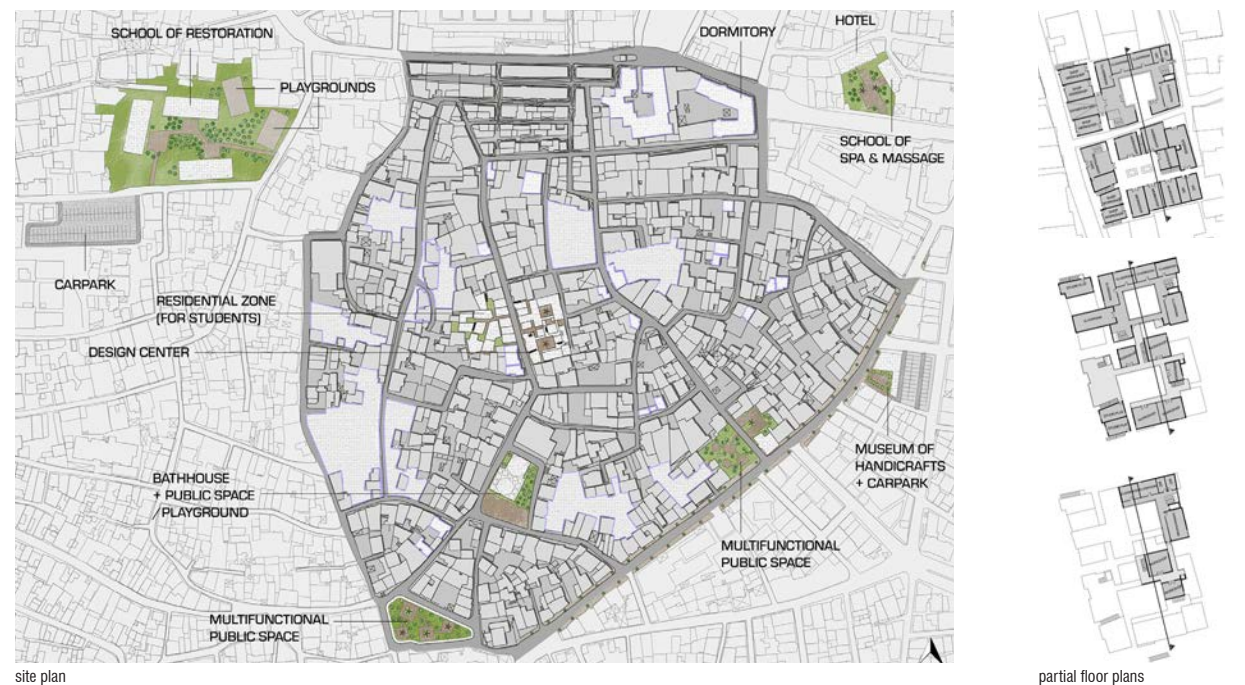 SCHOOL OF RESTORATION
PLAYGROUNDS
DORMITORY
HOTEL
SCHOOL OF
SPA & MASSAGE
CARPARK
RESIDENTIAL ZONE
(FOR STUDENTS)
DESIGN CENTER
BATHHOUSE
+ PUBLIC SPACE
/ PLAYGROUND
MUSEUM OF
HANDICRAFTS
+ CARPARK
MULTIFUNCTIONAL
PUBLIC SPACE
MULTIFUNCTIONAL
PUBLIC SPACE
site plan
partial floor plans